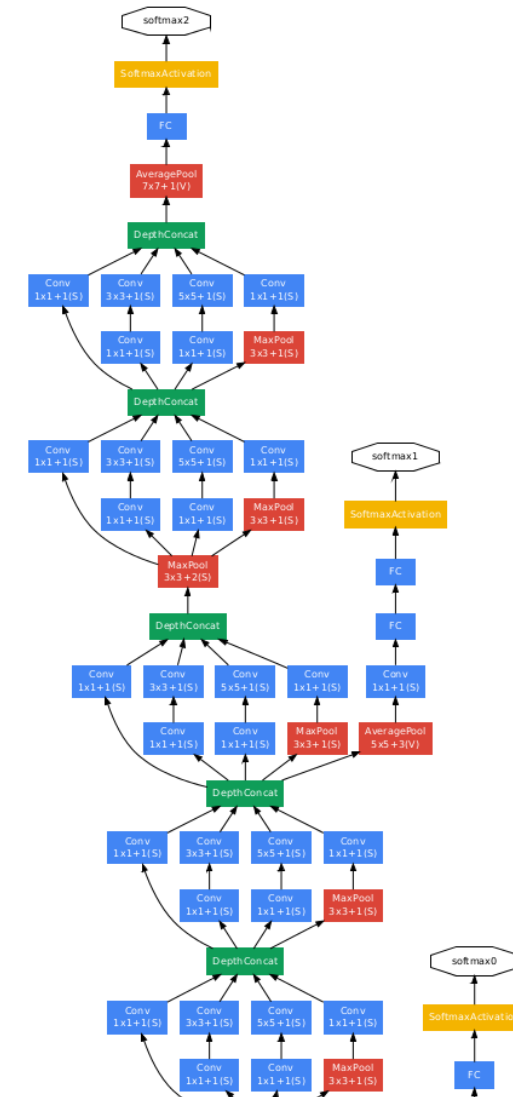 softmax2
SoftmaxActivation
FC
AveragePool
7x7+1(V)
DepthConcat
Conv Conv Conv Conv
1x1+1(S) 3x3+1(S) 5x5+1(S) 1x1+1(S)
Conv Conv MaxPool
1x1+1(S) 1x1+1(S) 3x3+1(S)
DepthConcat
Conv Conv Conv Conv
1x1+1(S) 3x3+1(S) 5x5+1(S) 1x1+1(S)
softmax1
Conv Conv MaxPool SoftmaxActivation
1x1+1(S) 1x1+1(S) 3x3+1(S)
MaxPool FC
3x3+2(S)
DepthConcat FC
Conv Conv Conv Conv Conv
1x1+1(S) 3x3+1(S) 5x5+1(S) 1x1+1(S) 1x1+1(S)
Conv Conv MaxPool AveragePool
1x1+1(S) 1x1+1(S) 3x3+1(S) 5x5+3(V)
DepthConcat
Conv Conv Conv Conv
1x1+1(S) 3x3+1(S) 5x5+1(S) 1x1+1(S)
Conv Conv MaxPool
1x1+1(S) 1x1+1(S) 3x3+1(S)
DepthConcat softmax0
Conv Conv Conv Conv SoftmaxActivatio
1x1+1(S) 3x3+1(S) 5x5+1(S) 1x1+1(S)
Conv Conv MaxPool FC
1x1+1(S) 1x1+1(S) 3x3+1(S)